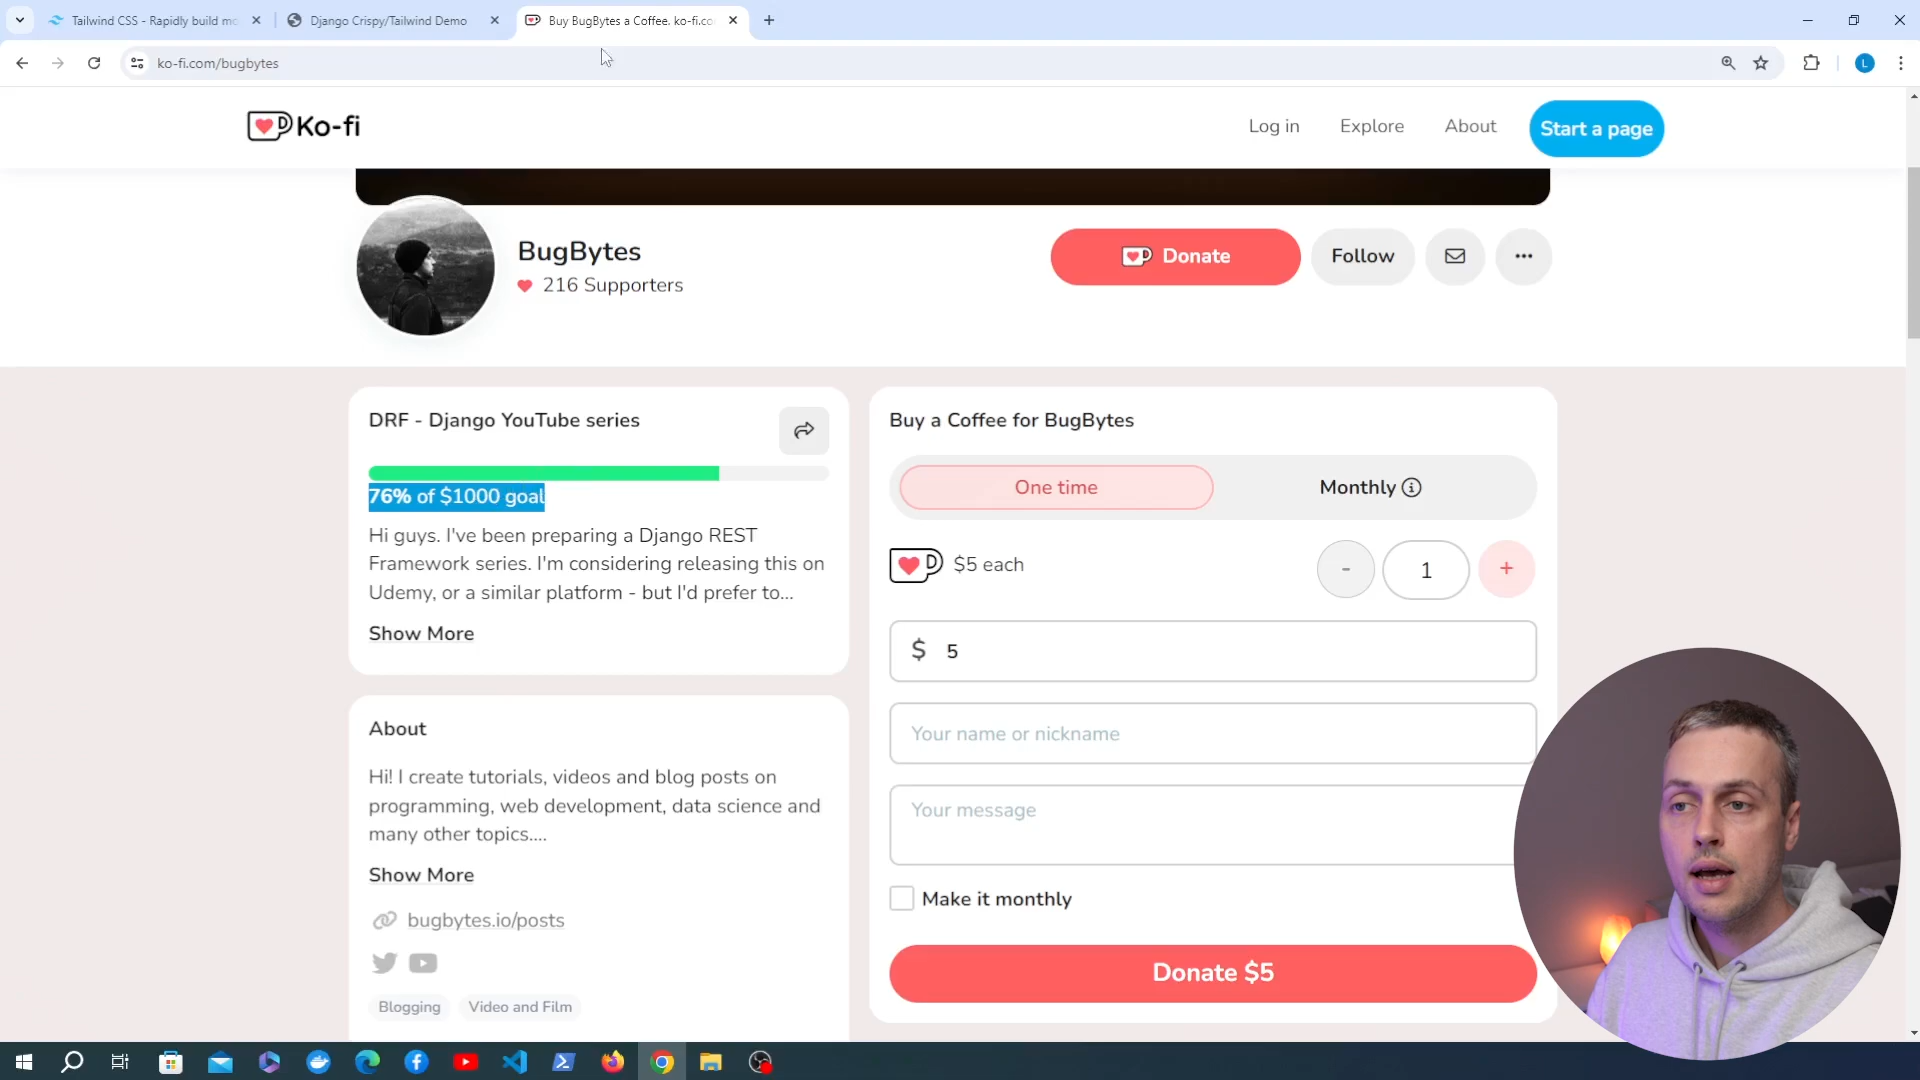 Tailwind CSS - Rapidly build mo
Django Crispy/Tailwind Demo
Buy BugBytes a Coffee. ko-fi.co
ko-fi.com/bugbytes
L
Ko-fi
Log in
Explore
About
Start a page
BugBytes
216 Supporters
Donate
Follow
DRF - Django YouTube series
76% of $1000 goal
Hi guys. I've been preparing a Django REST
Framework series. I'm considering releasing this on
Udemy, or a similar platform - but I'd prefer to...
Show More
About
Hi! I create tutorials, videos and blog posts on
programming, web development, data science and
many other topics....
Show More
bugbytes.io/posts
Blogging
Video and Film
Buy a Coffee for BugBytes
One time
Monthly
$5 each
-
1
+
$ 5
Your name or nickname
Your message
Make it monthly
Donate $5